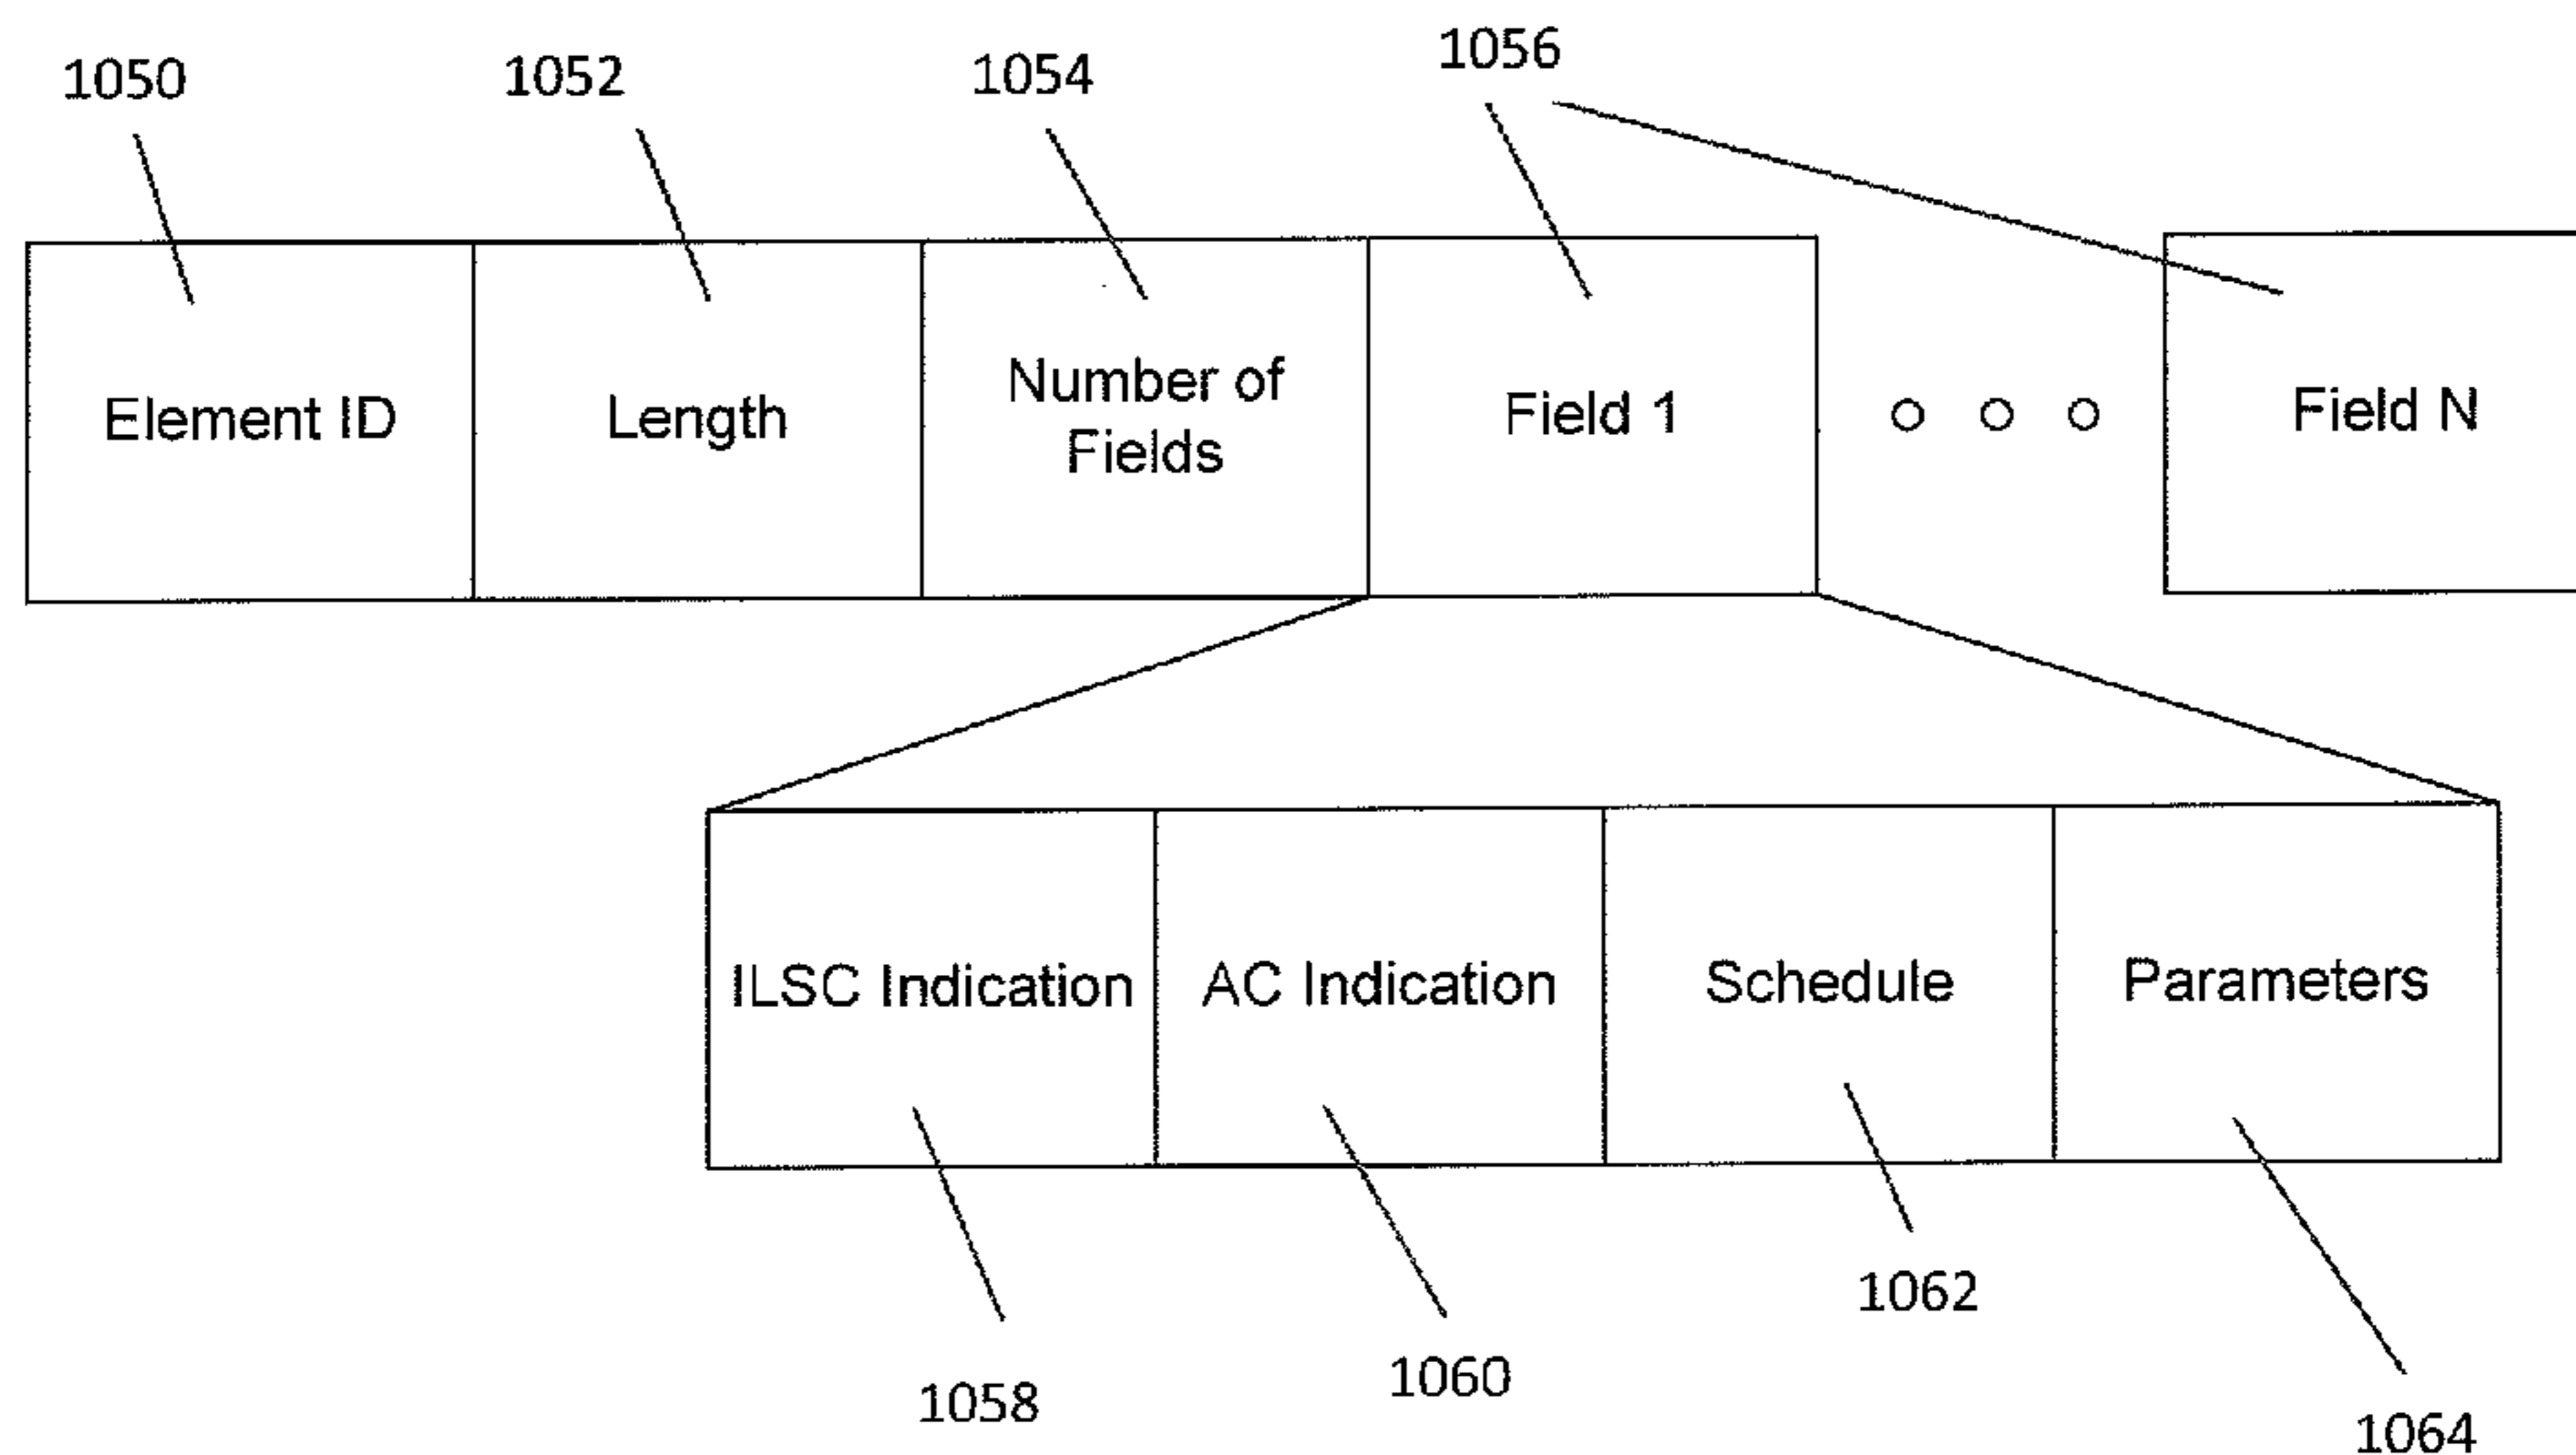 1050
1052
1054
1056
Element ID
Length
Number of
Fields
Field 1
Field N
ILSC Indication
AC Indication
Schedule
Parameters
1058
1060
1062
1064